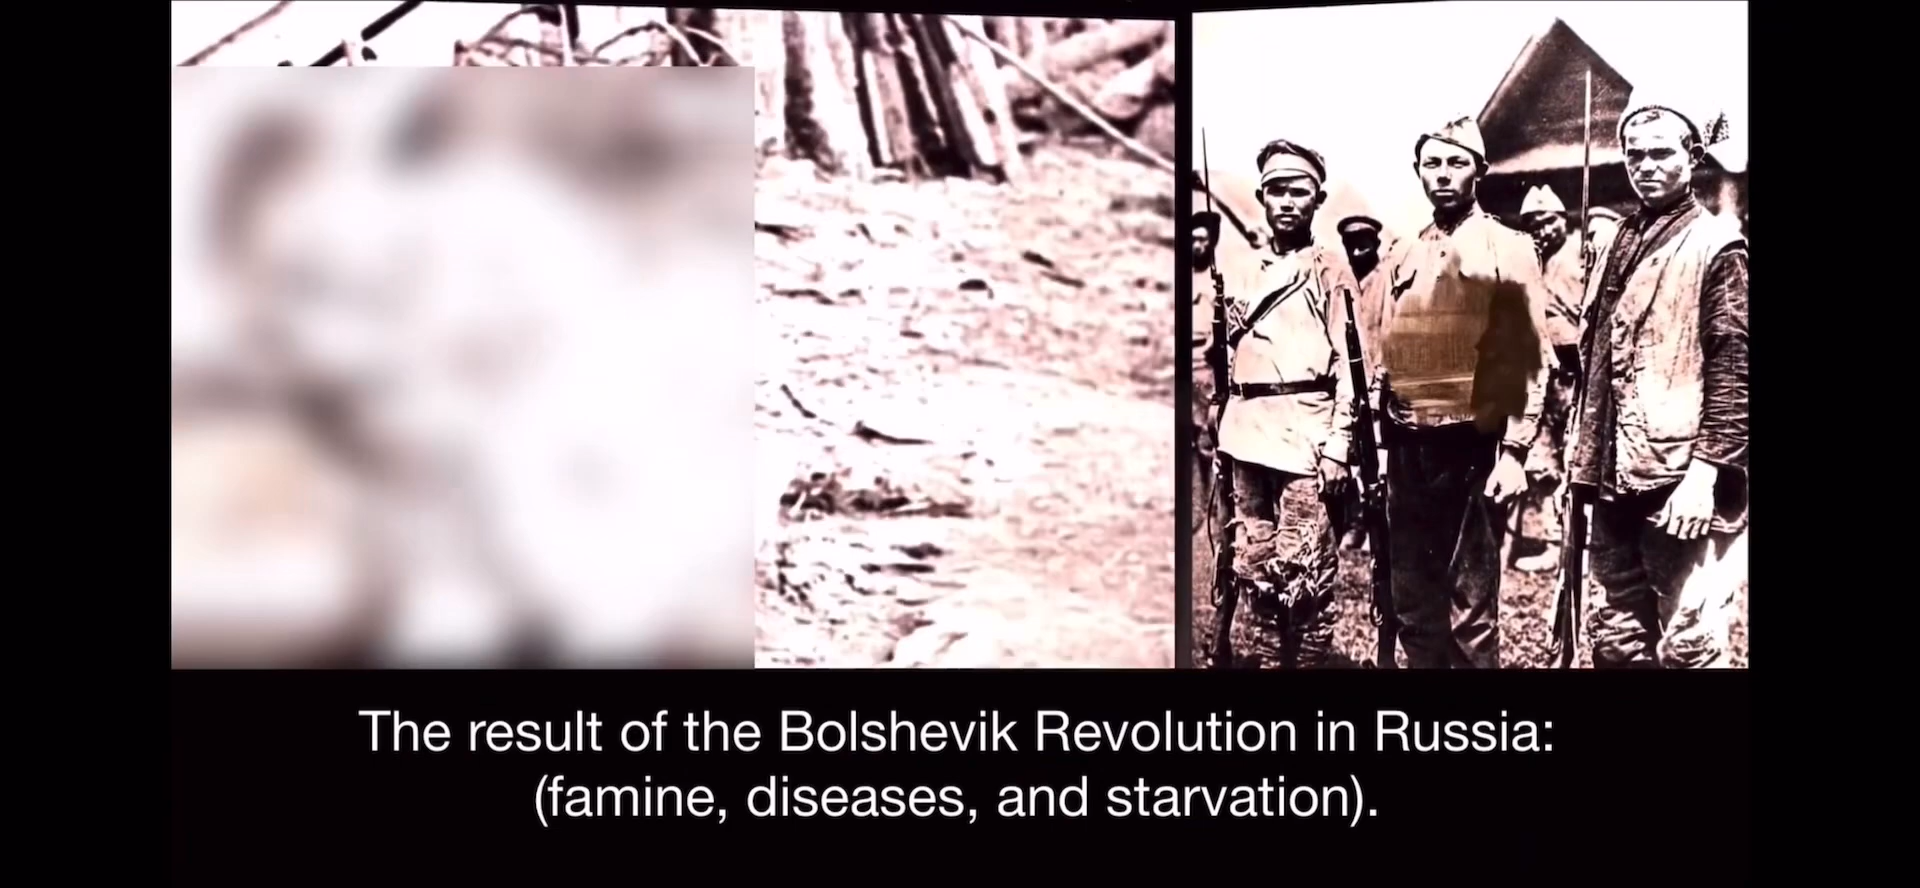 The result of the Bolshevik Revolution in Russia:
(famine, diseases, and starvation).